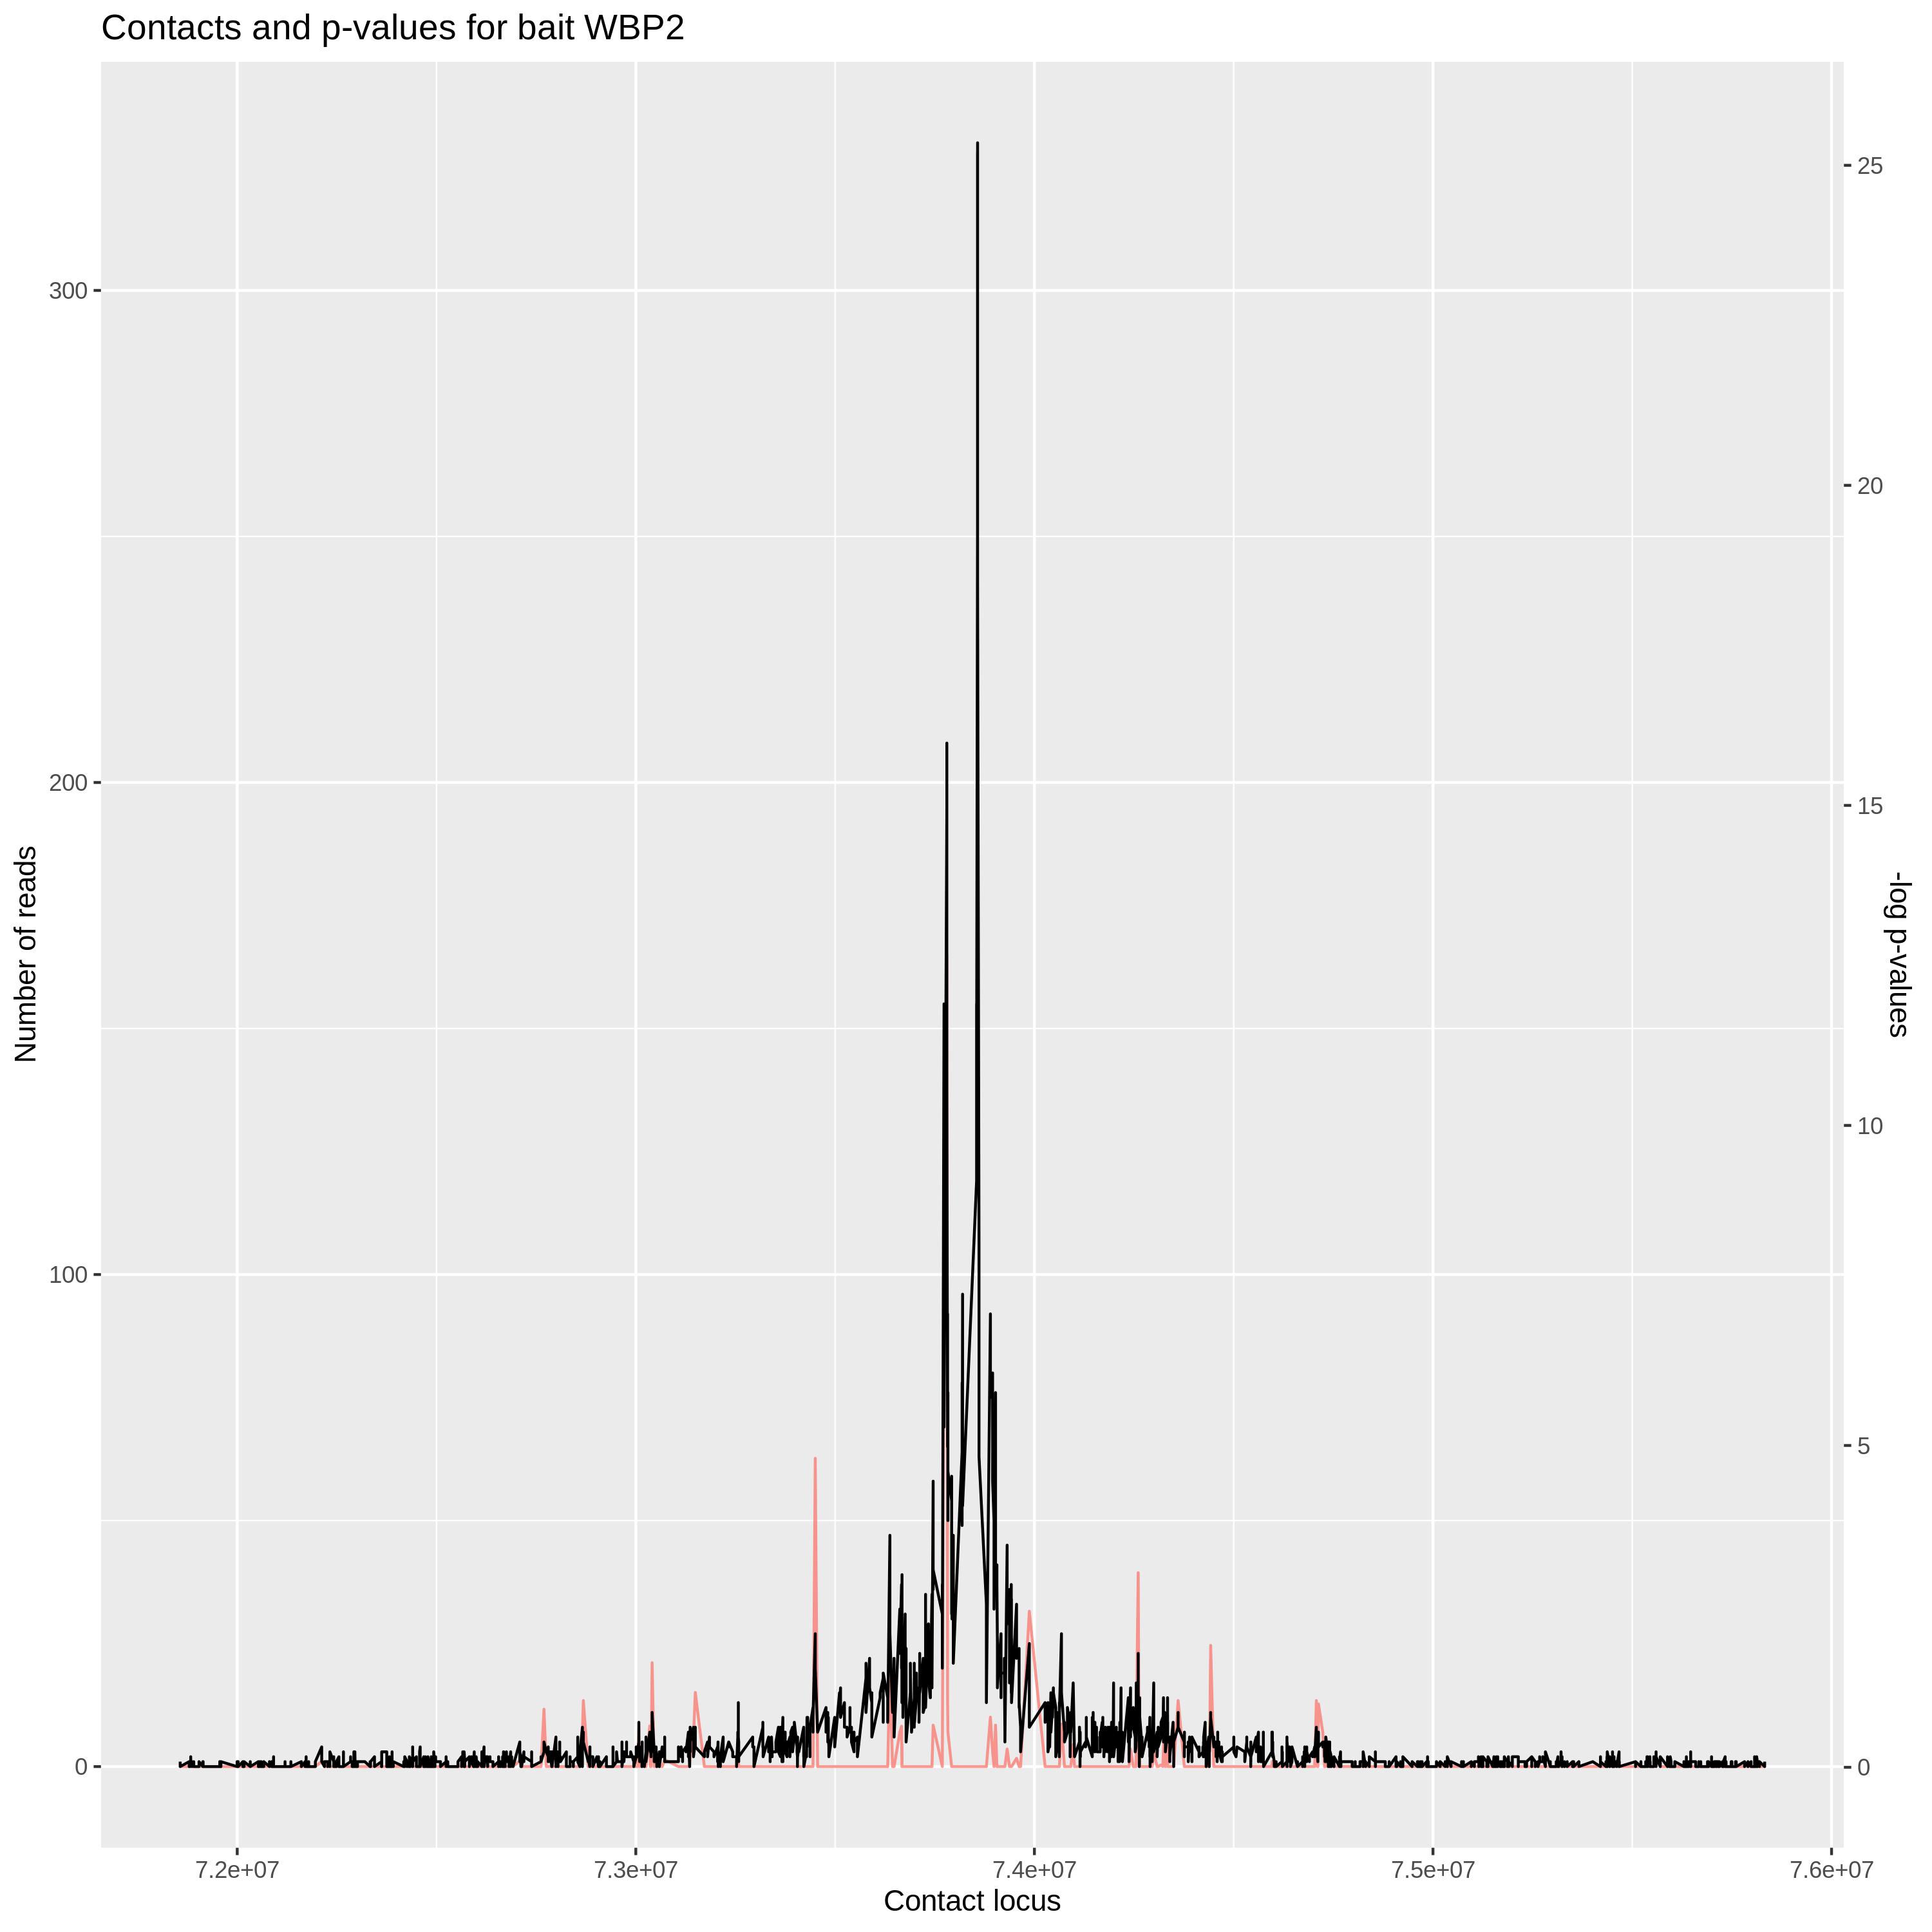 Contacts and p-values for bait WBP2
Number of reads
300
200
100
0
25
20
15
10
5
0
-log p-values
7.2e+07
7.3e+07
7.4e+07
7.5e+07
7.6e+07
Contact locus